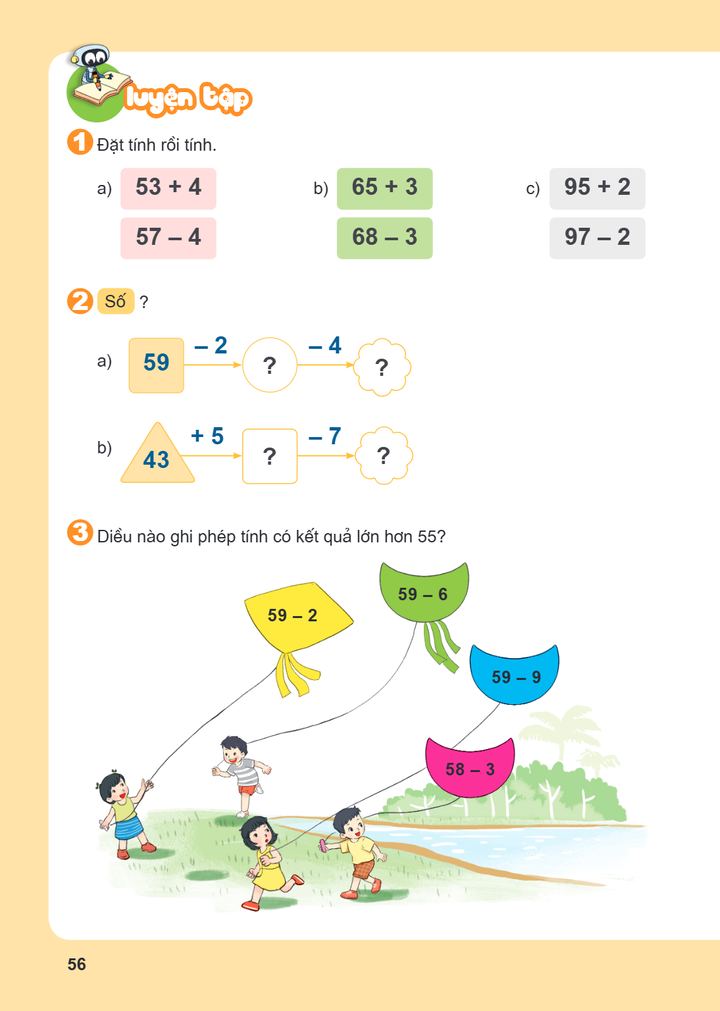 luyện tập
1 Đặt tính rồi tính.
a) 53 + 4 b) 65 + 3 c) 95 + 2
57 – 4 68 – 3 97 – 2
2 Số ?
a) 59 – 2 ? – 4 ?
b) 43 + 5 ? – 7 ?
3 Diều nào ghi phép tính có kết quả lớn hơn 55?
59 – 6
59 – 2
59 – 9
58 – 3
56